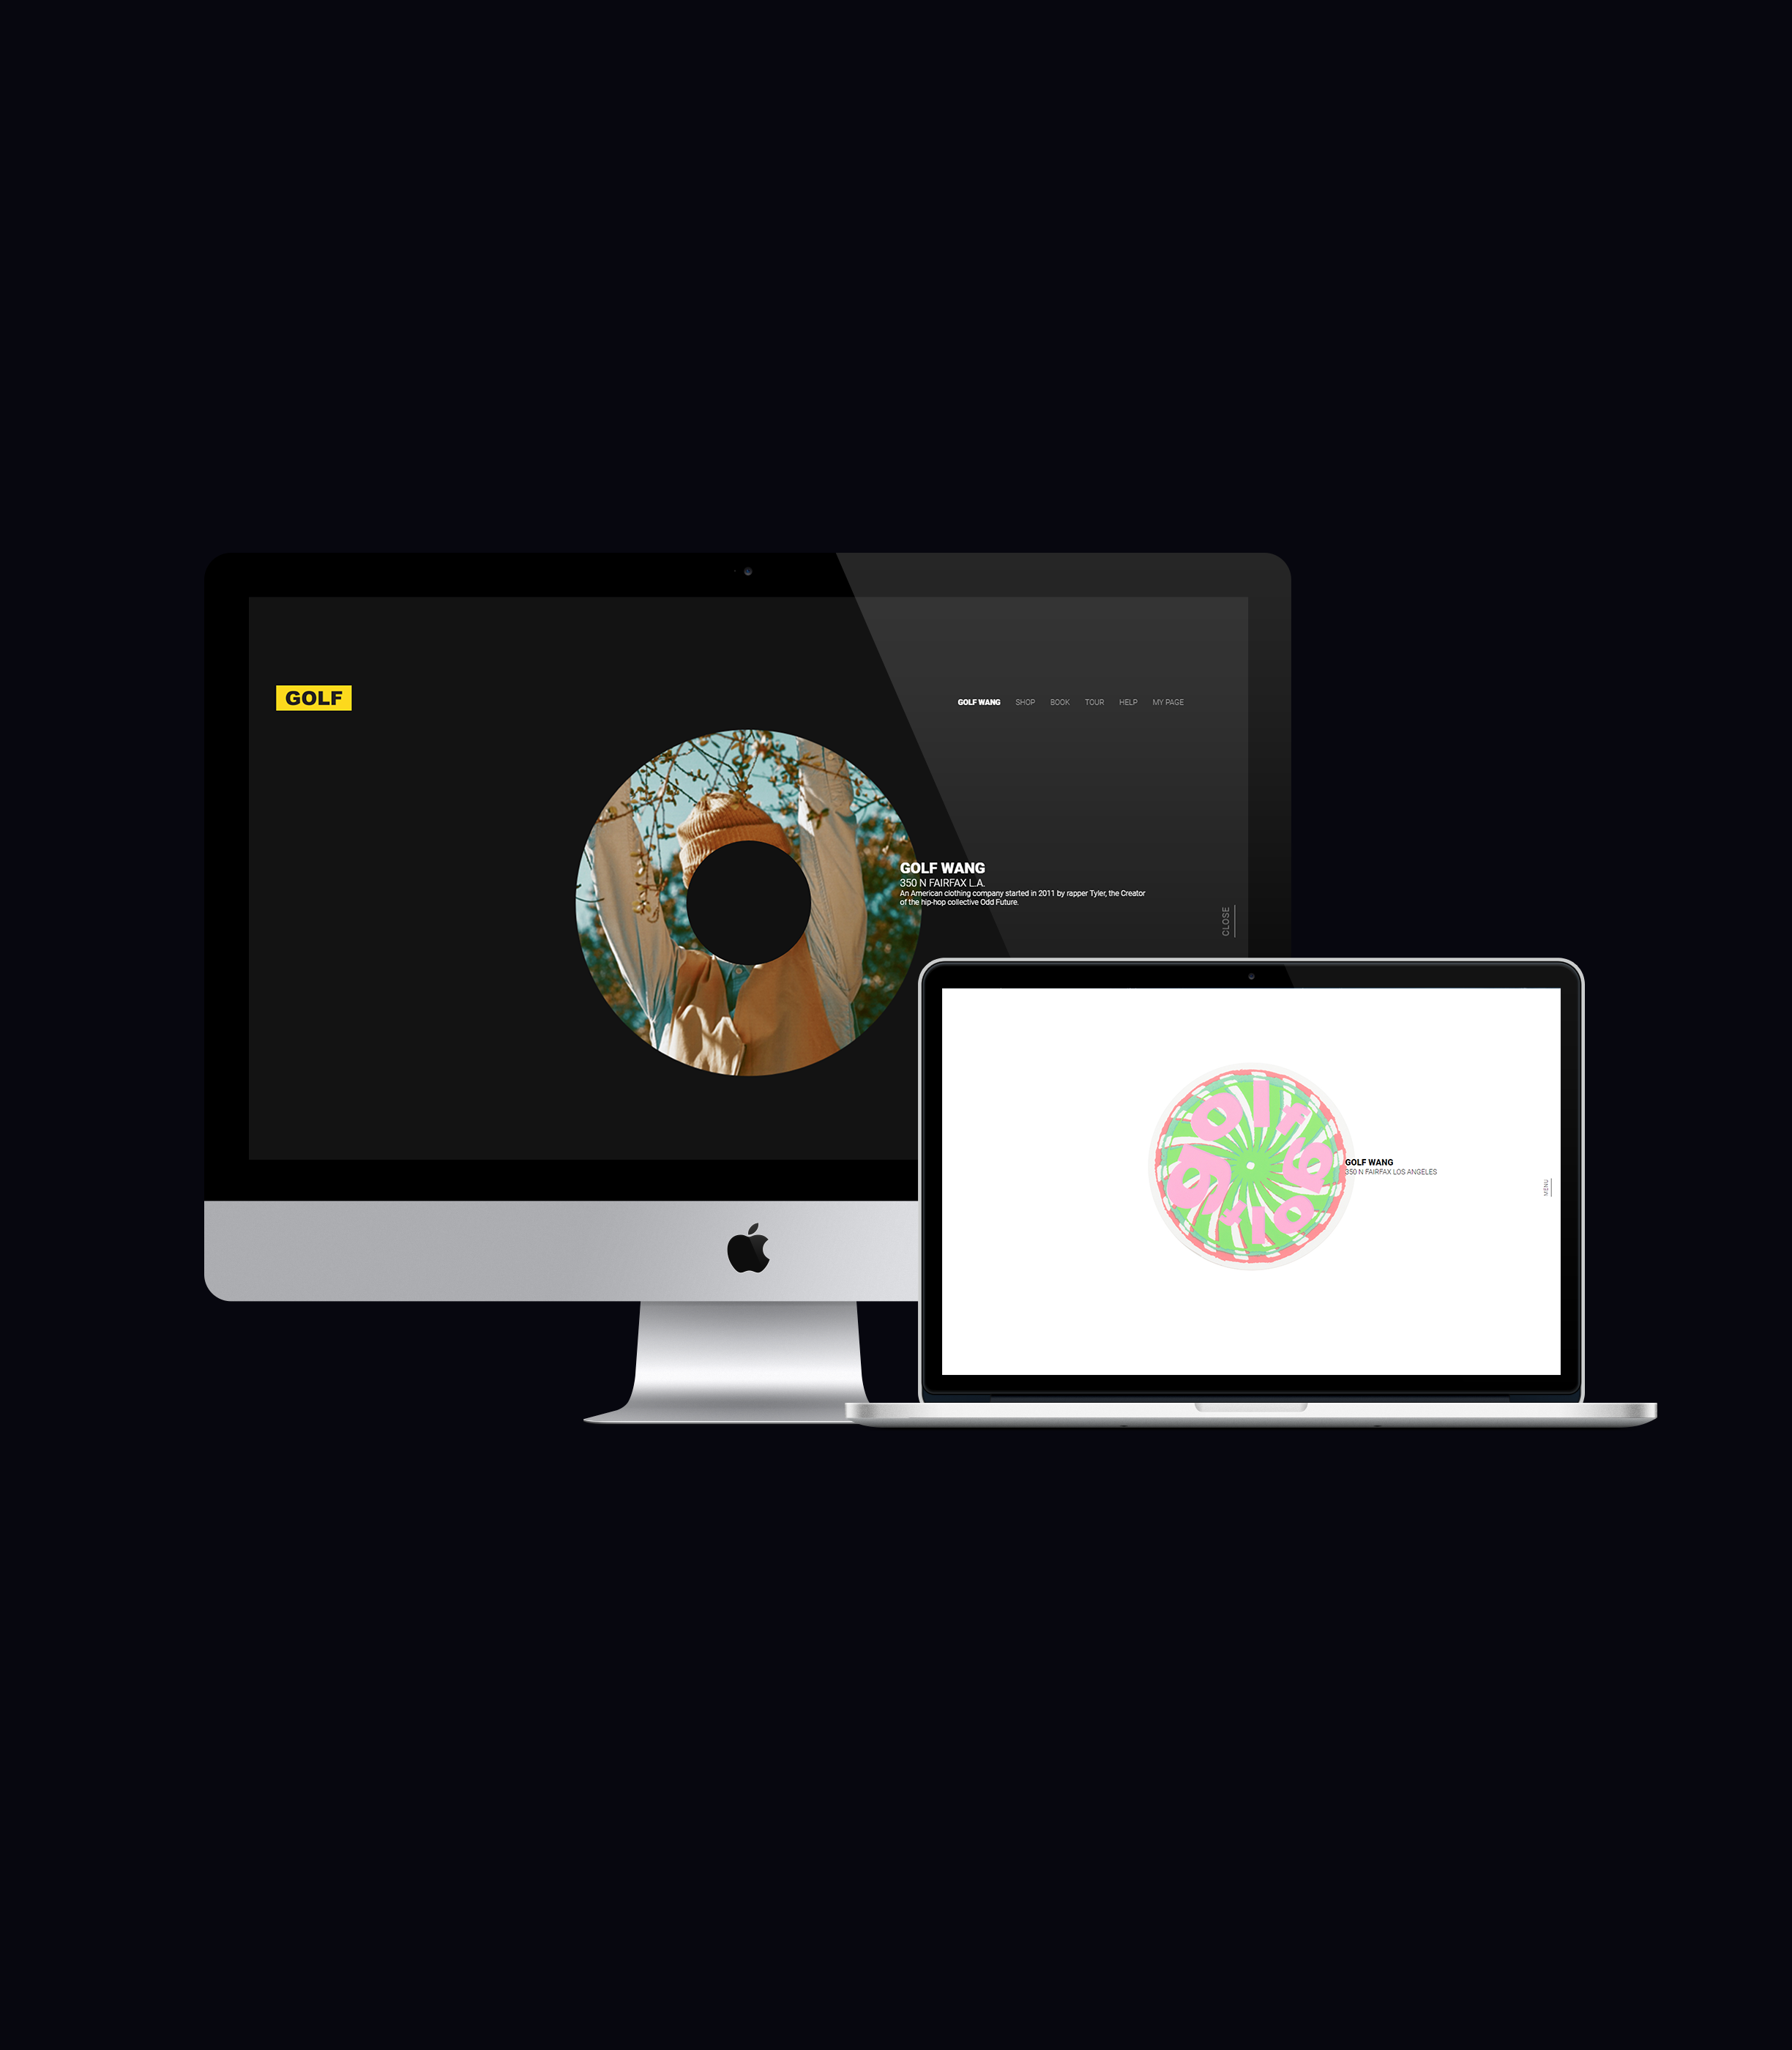 GOLF
GOLF WANG SHOP BOOK TOUR HELP MY PAGE
GOLF WANG
350 N FAIRFAX L.A.
An American clothing company started in 2011 by rapper Tyler, the Creator
of the hip-hop collective Odd Future.
CLOSE
golf golf
GOLF WANG
350 N FAIRFAX LOS ANGELES
MENU